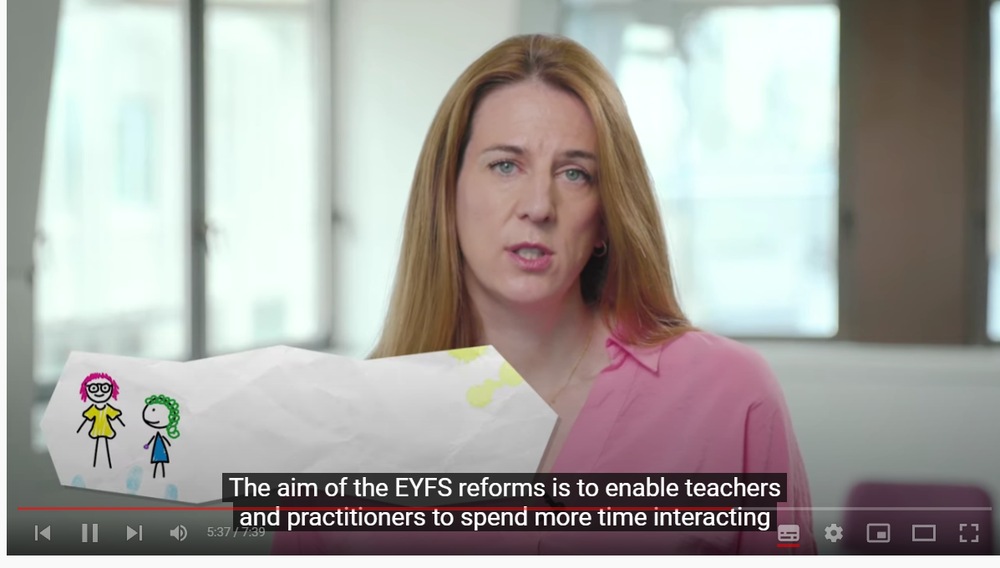 The aim of the EYFS reforms is to enable teachers
and practitioners to spend more time interacting
5:37 / 7:39